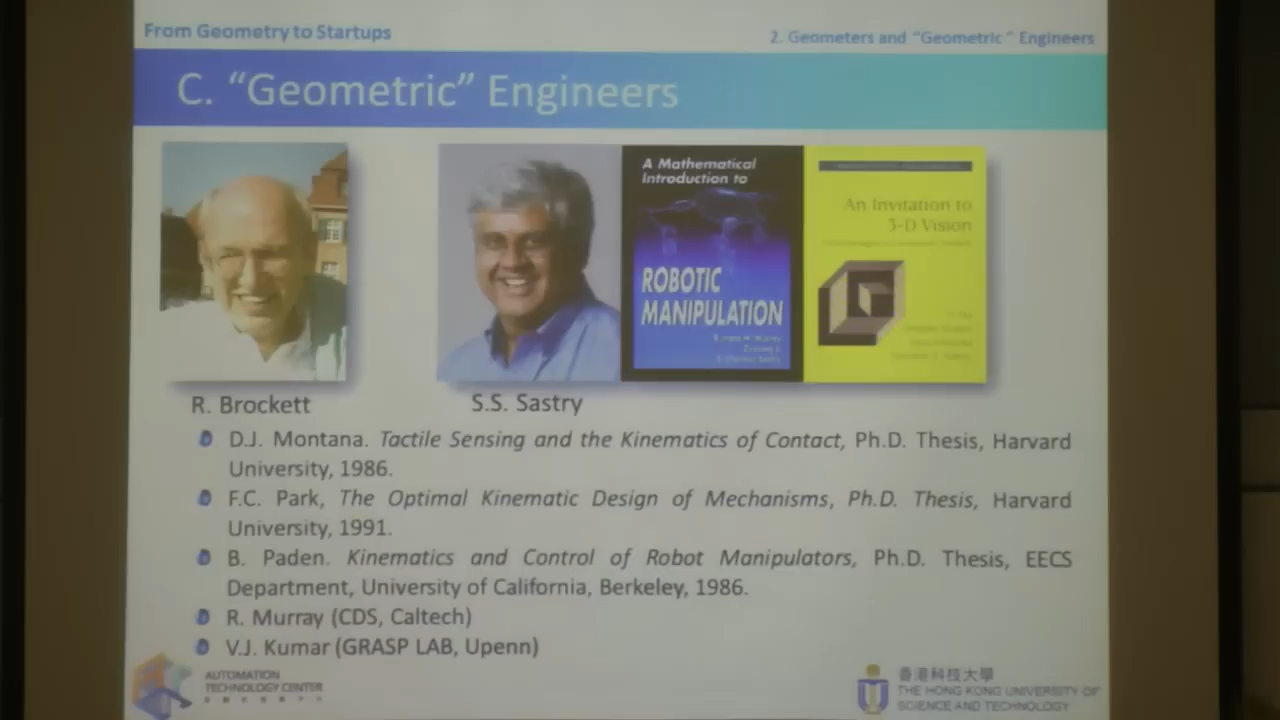 From Geometry to Startups
2. Geometers and "Geometric" Engineers
C. "Geometric" Engineers
A Mathematical
Introduction to
ROBOTIC
MANIPULATION
An Invitation to
3-D Vision
R. Brockett
S.S. Sastry
D.J. Montana. Tactile Sensing and the Kinematics of Contact, Ph.D. Thesis, Harvard
University, 1986.
F.C. Park, The Optimal Kinematic Design of Mechanisms, Ph.D. Thesis, Harvard
University, 1991.
B. Paden. Kinematics and Control of Robot Manipulators, Ph.D. Thesis, EECS
Department, University of California, Berkeley, 1986.
R. Murray (CDS, Caltech)
V.J. Kumar (GRASP LAB, Upenn)
AUTOMATION
TECHNOLOGY CENTER
香港科技大學
THE HONG KONG UNIVERSITY OF
SCIENCE AND TECHNOLOGY